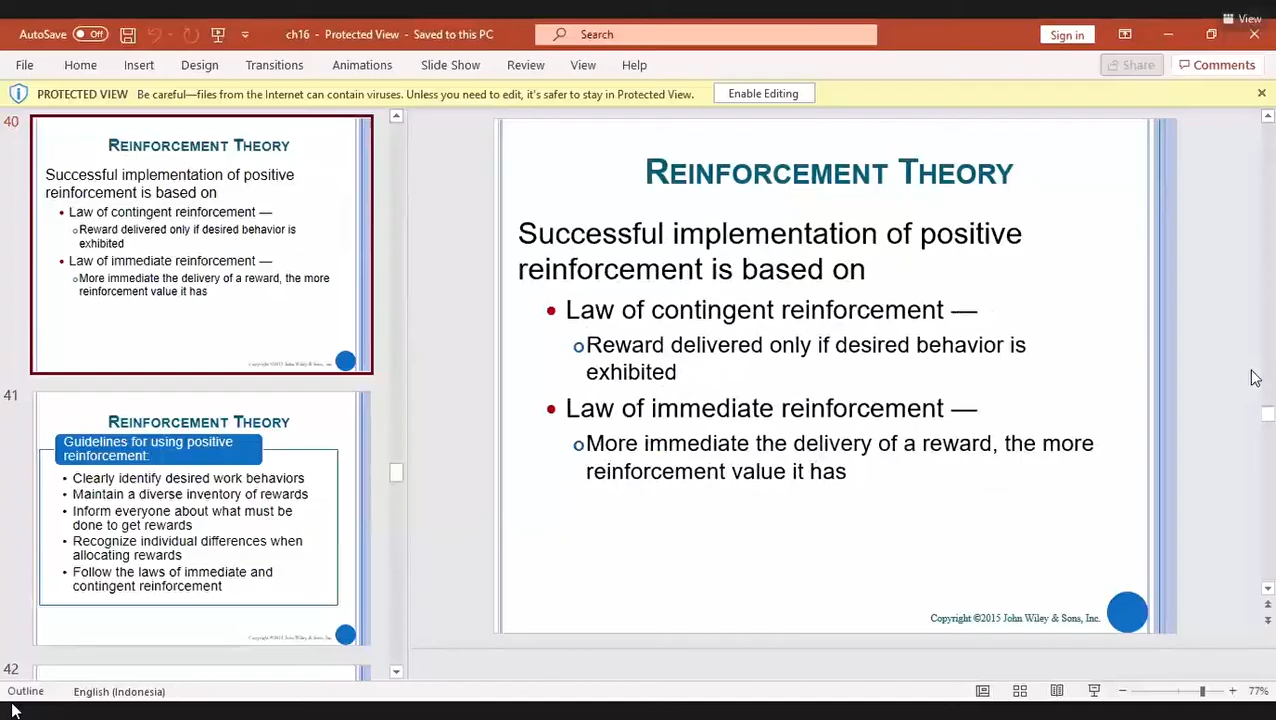 View
AutoSave Off ch16 - Protected View - Saved to this PC Search Sign in
File Home Insert Design Transitions Animations Slide Show Review View Help Share Comments
PROTECTED VIEW Be careful—files from the Internet can contain viruses. Unless you need to edit, it's safer to stay in Protected View. Enable Editing
40
REINFORCEMENT THEORY
Successful implementation of positive
reinforcement is based on
• Law of contingent reinforcement —
oReward delivered only if desired behavior is
exhibited
• Law of immediate reinforcement —
oMore immediate the delivery of a reward, the more
reinforcement value it has
Copyright ©2015 John Wiley & Sons, Inc.
41
REINFORCEMENT THEORY
Guidelines for using positive
reinforcement:
• Clearly identify desired work behaviors
• Maintain a diverse inventory of rewards
• Inform everyone about what must be
done to get rewards
• Recognize individual differences when
allocating rewards
• Follow the laws of immediate and
contingent reinforcement
Copyright ©2015 John Wiley & Sons, Inc.
42
REINFORCEMENT THEORY
Successful implementation of positive
reinforcement is based on
• Law of contingent reinforcement —
oReward delivered only if desired behavior is
exhibited
• Law of immediate reinforcement —
oMore immediate the delivery of a reward, the more
reinforcement value it has
Copyright ©2015 John Wiley & Sons, Inc.
Outline English (Indonesia) 77%